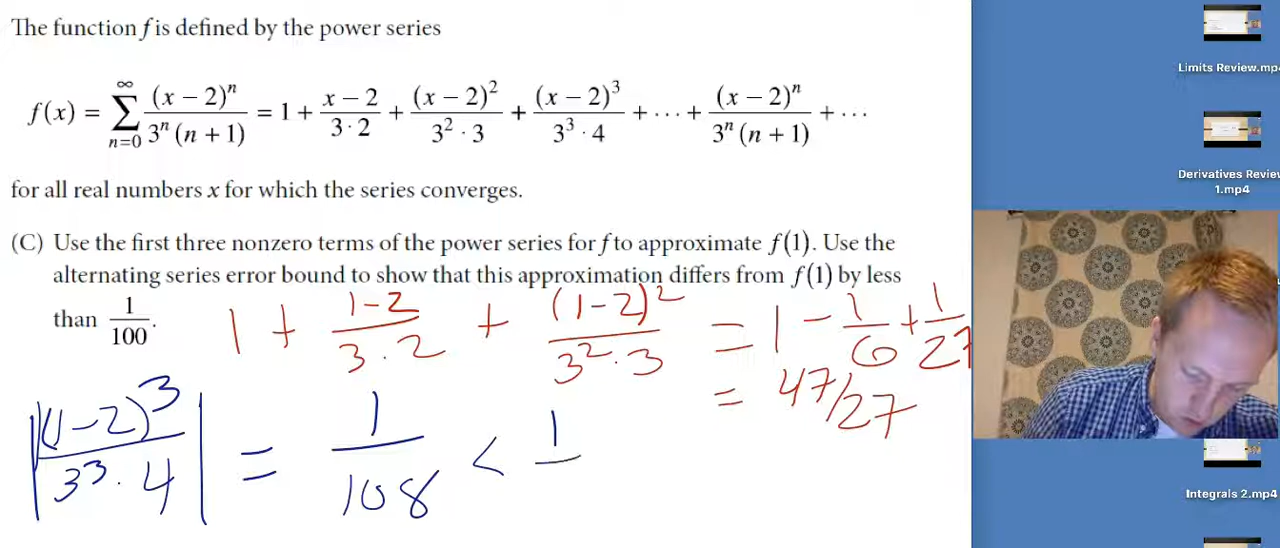 The function f is defined by the power series
f(x) = ∑_{n=0}^{∞} (x − 2)^n / 3^n (n + 1) = 1 + (x − 2) / 3 · 2 + (x − 2)^2 / 3^2 · 3 + (x − 2)^3 / 3^3 · 4 + ··· + (x − 2)^n / 3^n (n + 1) + ···
for all real numbers x for which the series converges.
(C) Use the first three nonzero terms of the power series for f to approximate f(1). Use the
alternating series error bound to show that this approximation differs from f(1) by less
than 1/100.
1 + (1-2) / 3 · 2 + (1-2)^2 / 3^2 · 3 = 1 - 1/6 + 1/27
= 47/27
|(1-2)^3 / 3^3 · 4| = 1/108 < 1
Limits Review.mp4
Derivatives Review
1.mp4
Integrals 2.mp4